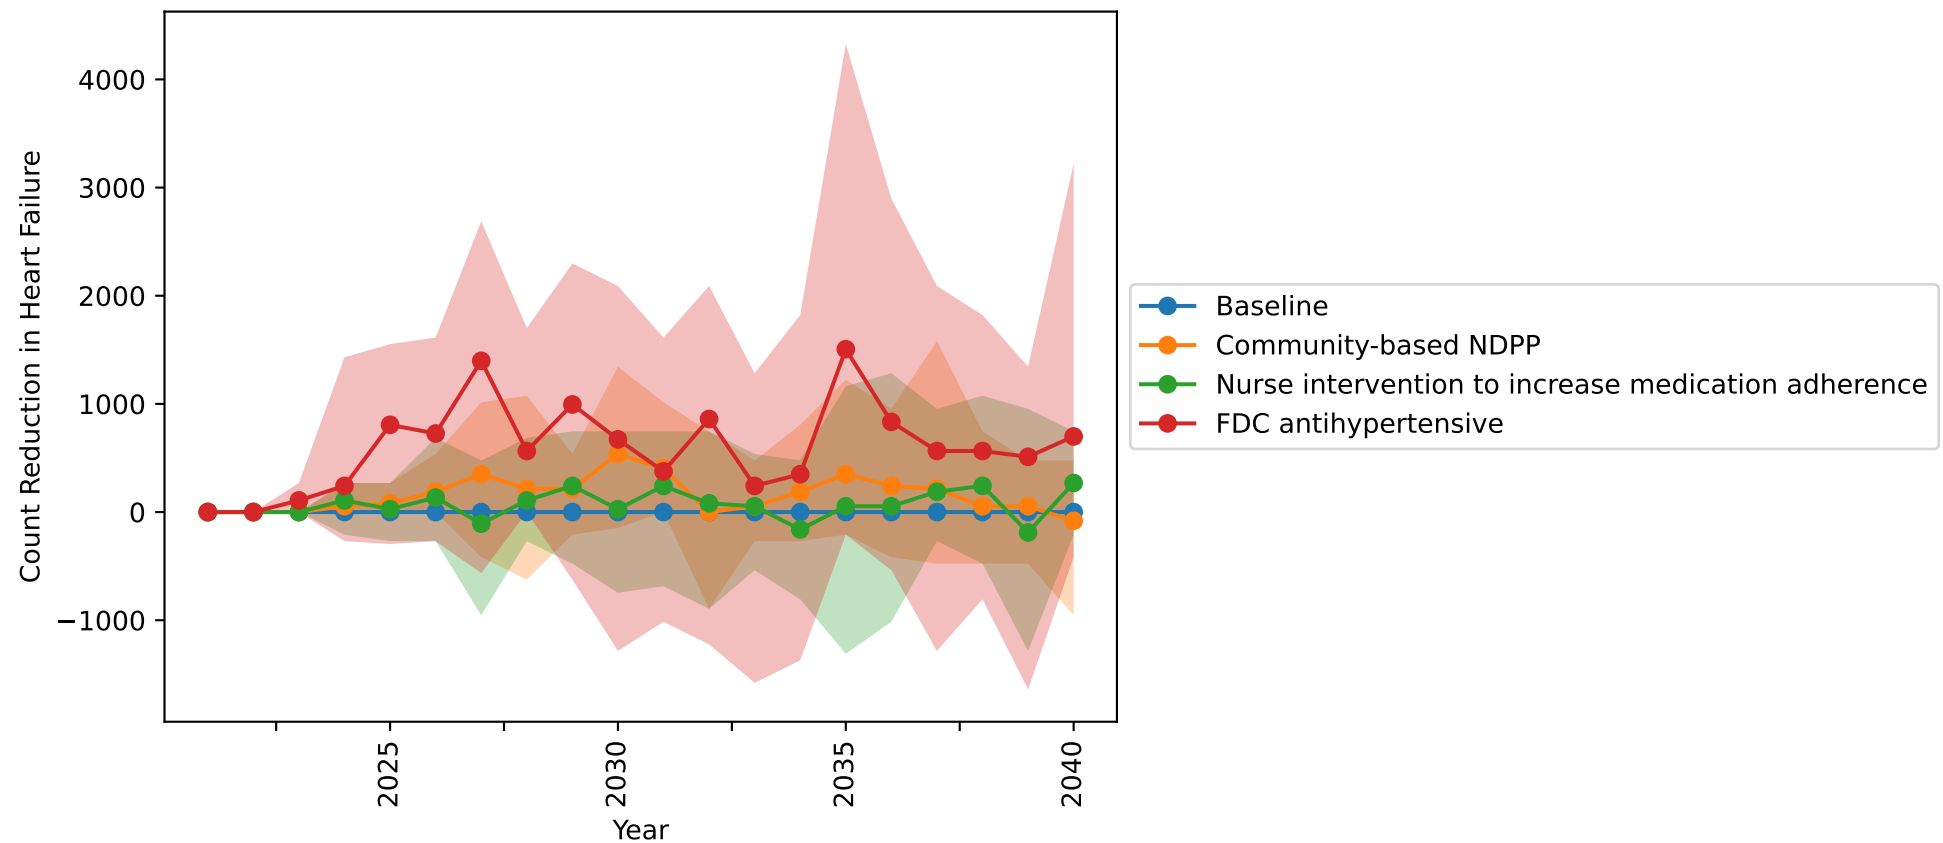 4000
3000
2000
1000
0
−1000
Count Reduction in Heart Failure
2025
2030
2035
2040
Year
Baseline
Community-based NDPP
Nurse intervention to increase medication adherence
FDC antihypertensive